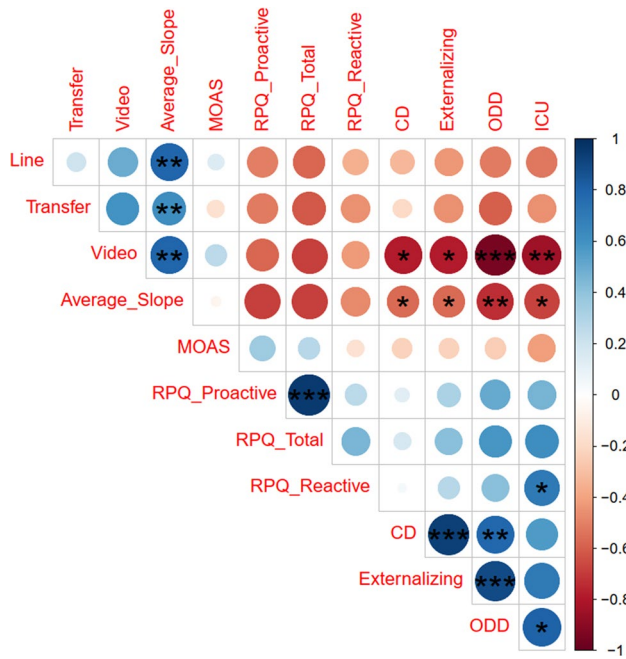 Transfer
Video
Average_Slope
MOAS
RPQ_Proactive
RPQ_Total
RPQ_Reactive
CD
Externalizing
ODD
ICU
Line ** 1
Transfer ** 0.8
Video ** * * *** ** 0.6
Average_Slope * * ** * 0.4
MOAS 0.2
RPQ_Proactive *** 0
RPQ_Total −0.2
RPQ_Reactive * −0.4
CD *** ** −0.6
Externalizing *** −0.8
ODD * −1